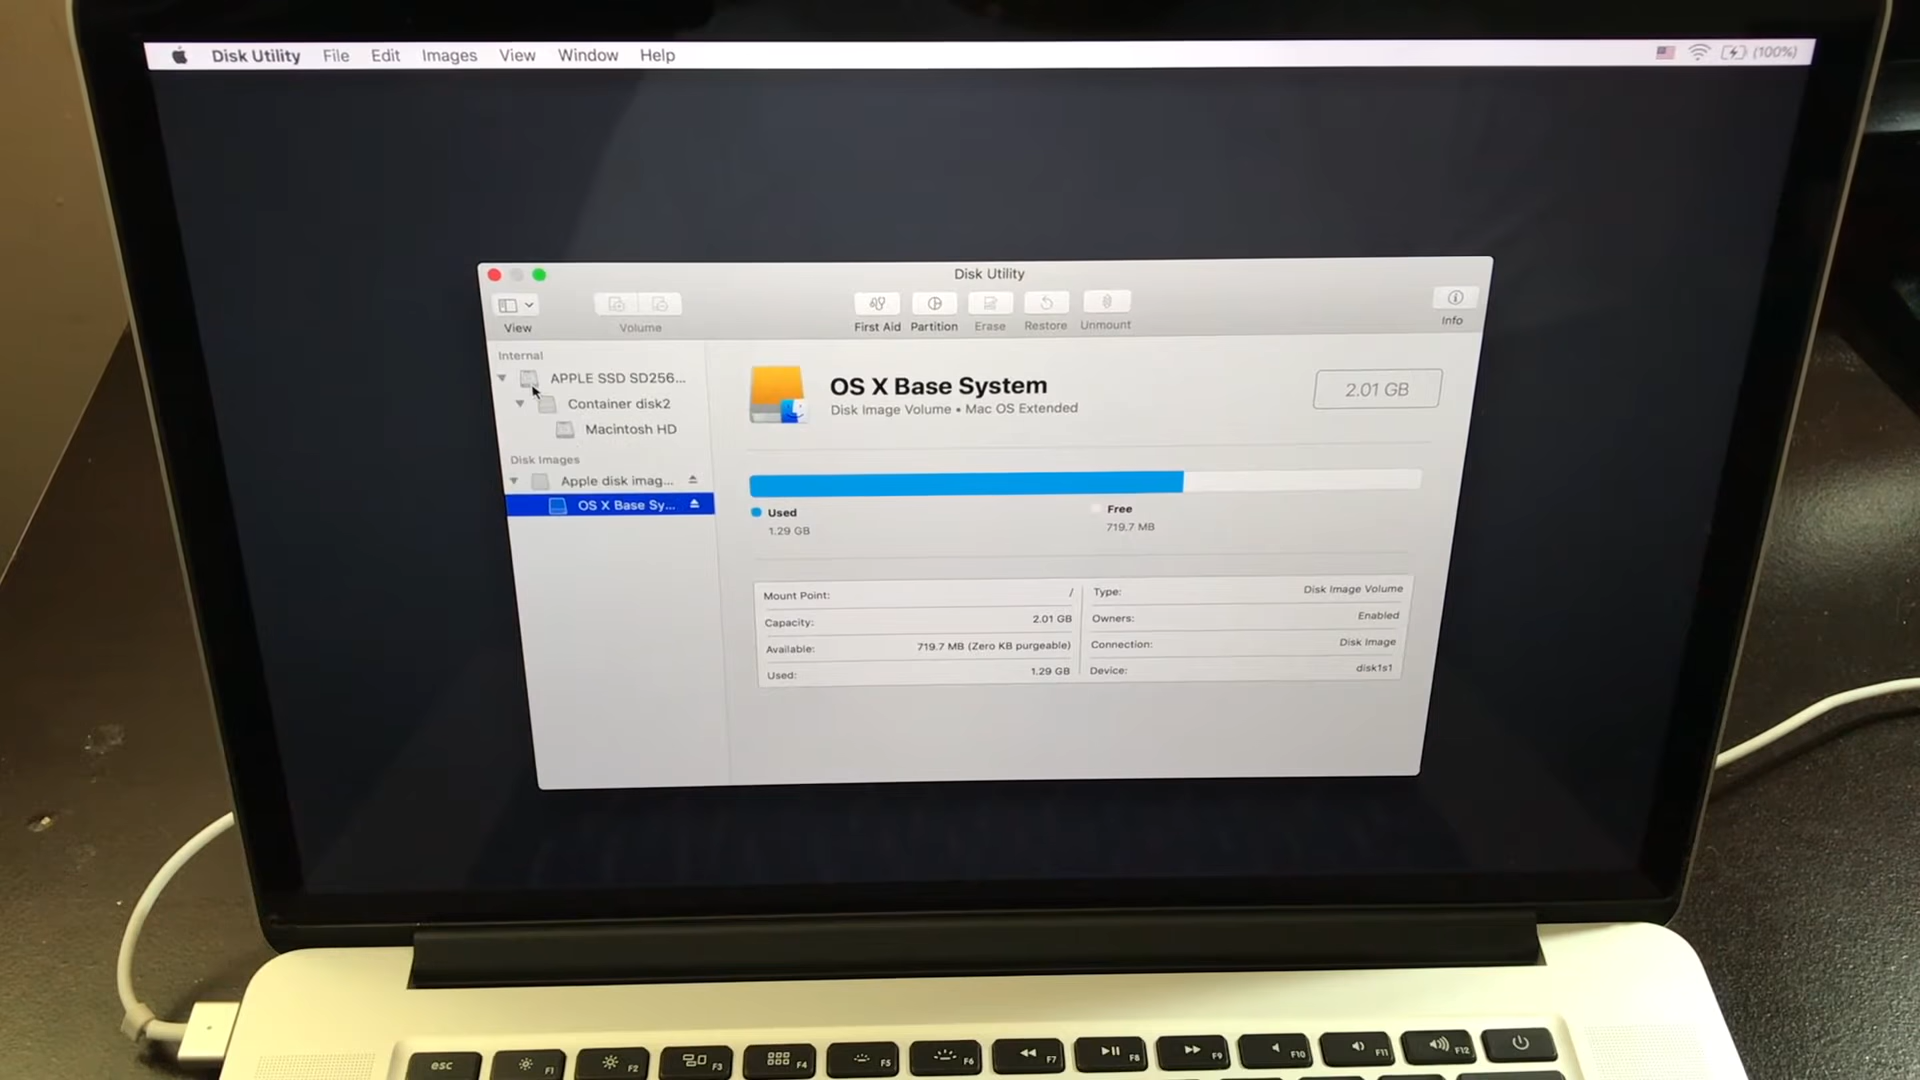 Disk Utility File Edit Images View Window Help (100%)
Disk Utility
View Volume First Aid Partition Erase Restore Unmount Info
Internal
APPLE SSD SD256...
Container disk2
Macintosh HD
Disk Images
Apple disk imag...
OS X Base Sy...
OS X Base System
Disk Image Volume • Mac OS Extended
2.01 GB
Used
1.29 GB
Free
719.7 MB
Mount Point: /
Capacity: 2.01 GB
Available: 719.7 MB (Zero KB purgeable)
Used: 1.29 GB
Type: Disk Image Volume
Owners: Enabled
Connection: Disk Image
Device: disk1s1
esc F1 F2 F3 F4 F5 F6 F7 F8 F9 F10 F11 F12